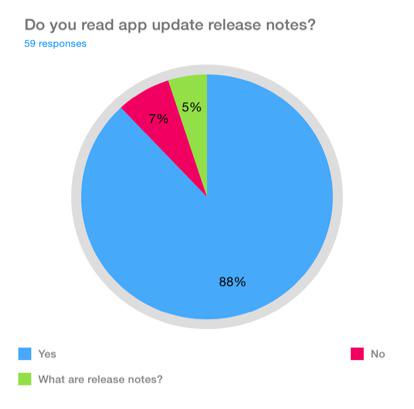 Do you read app update release notes?
59 responses
5%
7%
88%
Yes
No
What are release notes?